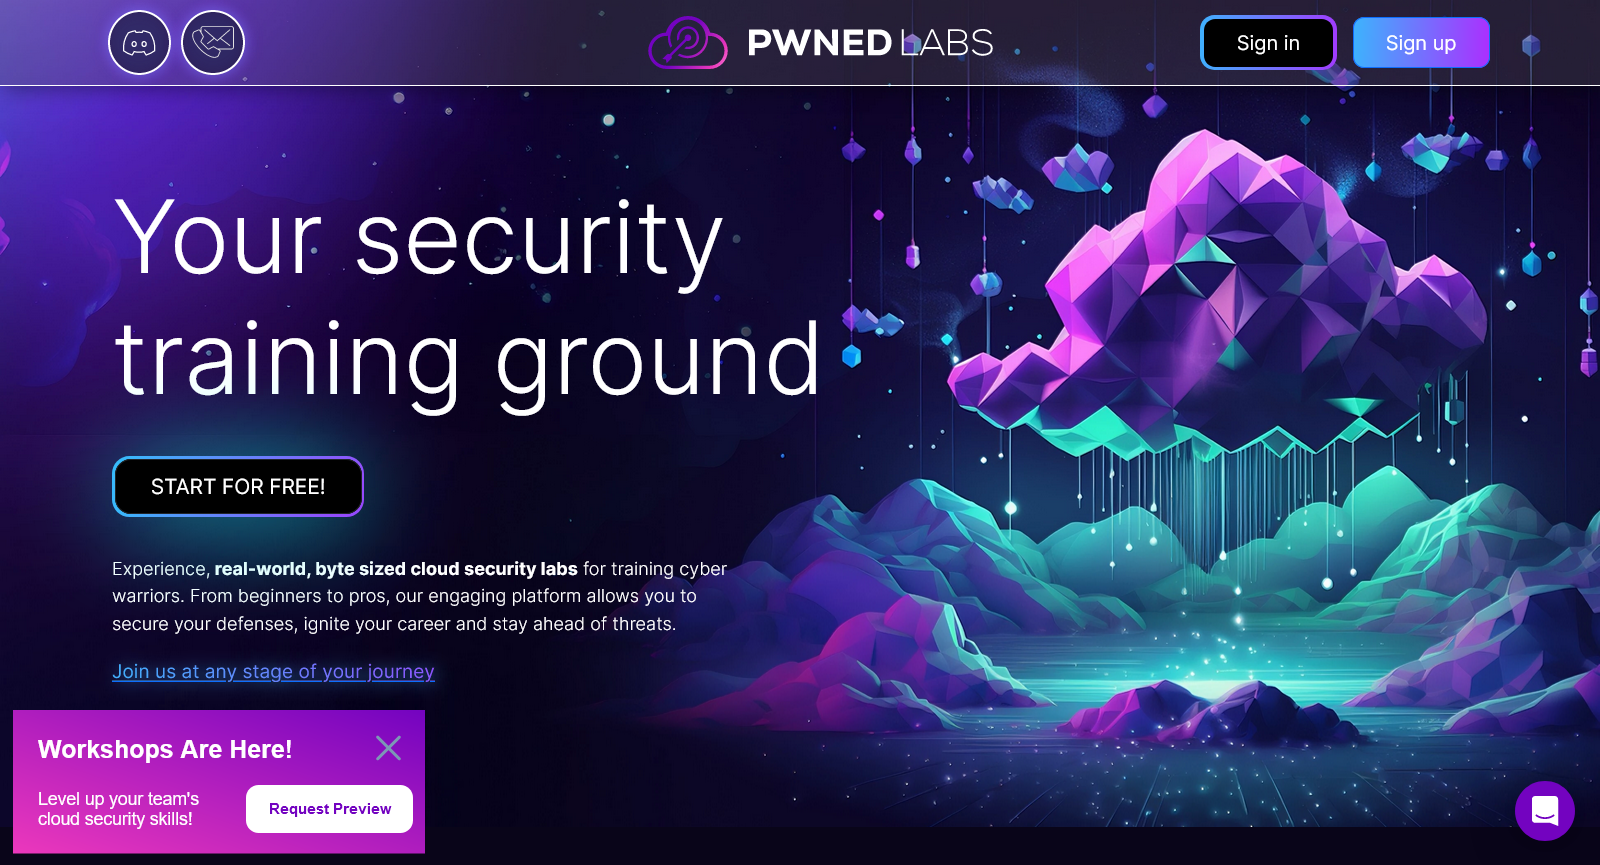 PWNED LABS
Sign in
Sign up
Your security
training ground
START FOR FREE!
Experience, real-world, byte sized cloud security labs for training cyber
warriors. From beginners to pros, our engaging platform allows you to
secure your defenses, ignite your career and stay ahead of threats.
Join us at any stage of your journey
Workshops Are Here!
Level up your team's
cloud security skills!
Request Preview